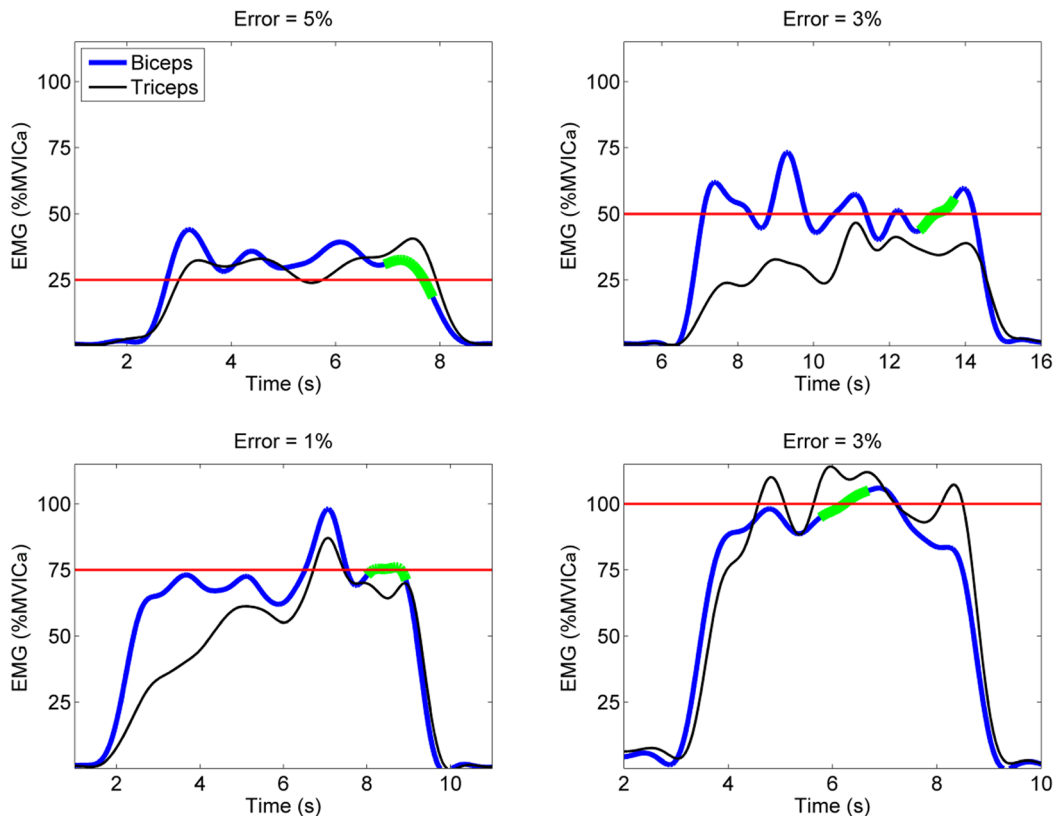 Error = 5%
EMG (%MVICa)
100
75
50
25
Biceps
Triceps
2 4 6 8
Time (s)
Error = 3%
EMG (%MVICa)
100
75
50
25
6 8 10 12 14 16
Time (s)
Error = 1%
EMG (%MVICa)
100
75
50
25
2 4 6 8 10
Time (s)
Error = 3%
EMG (%MVICa)
100
75
50
25
2 4 6 8 10
Time (s)